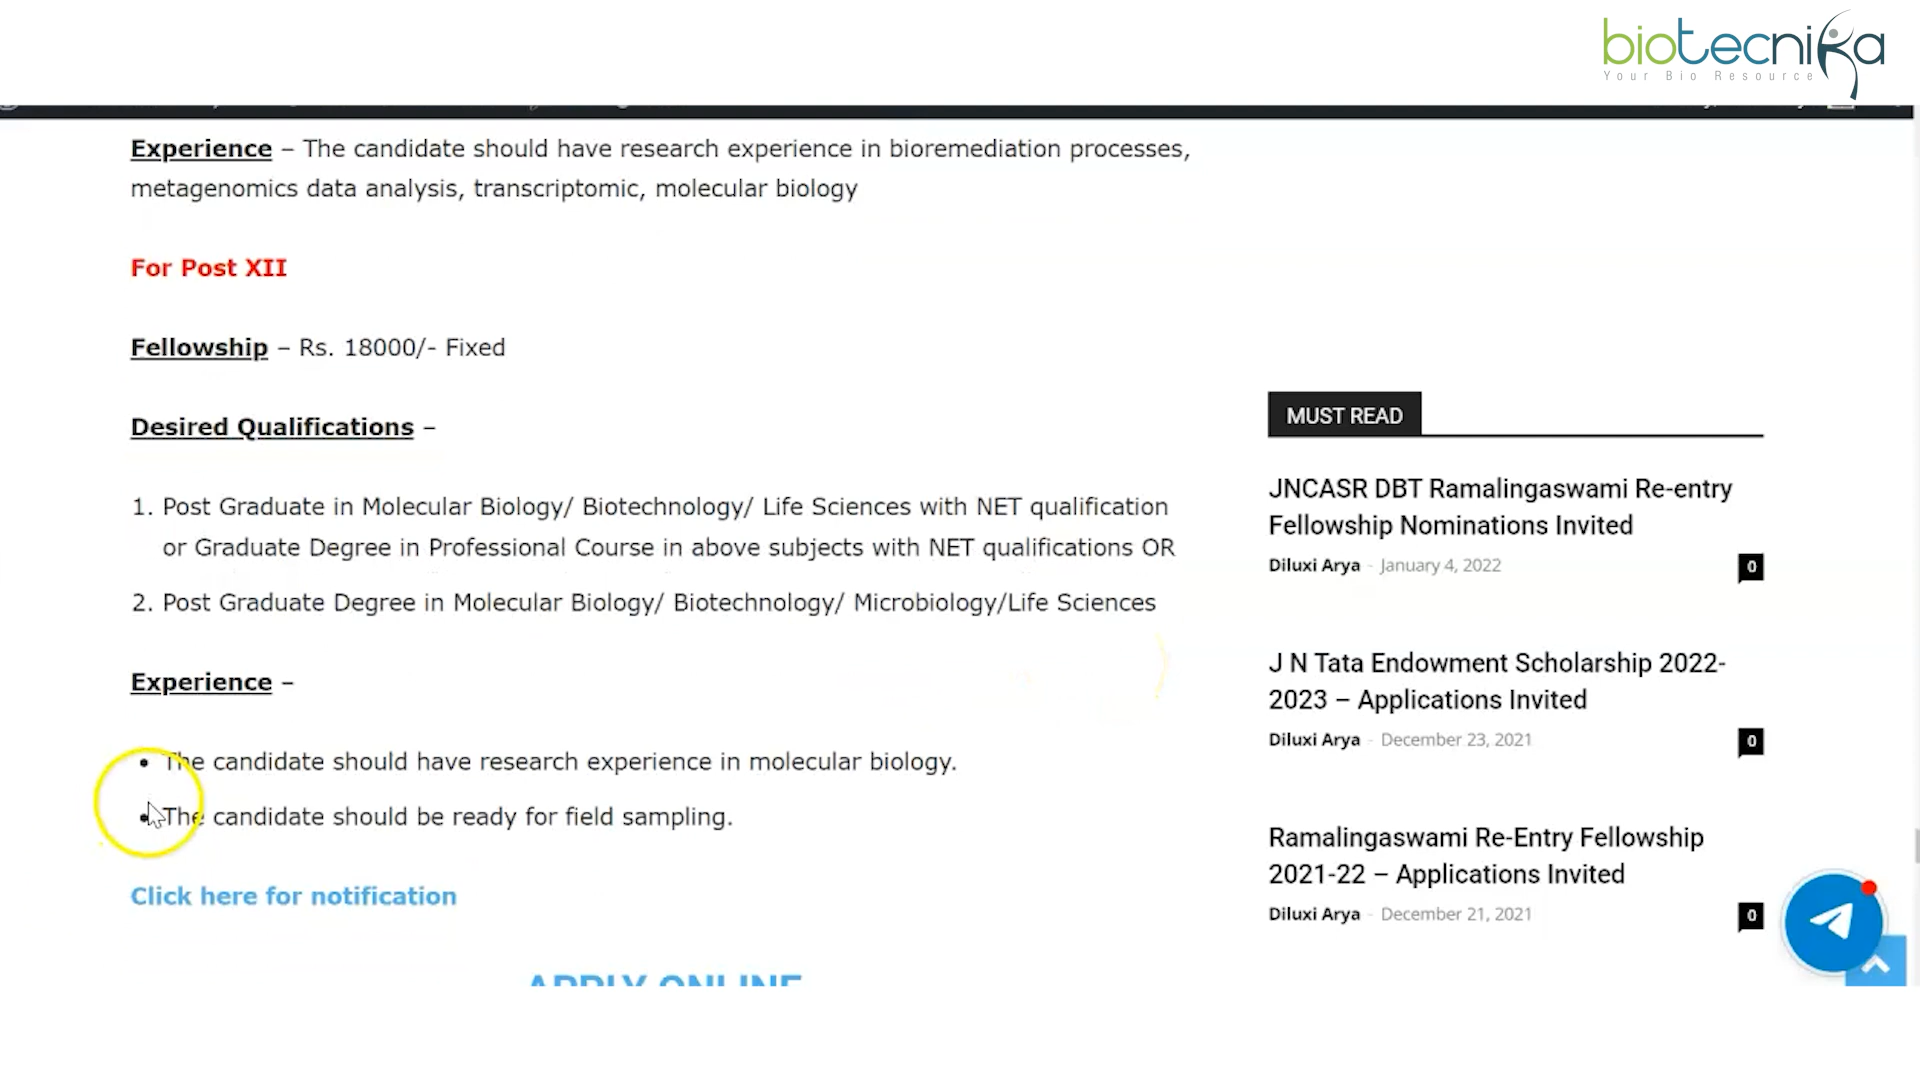 biotecnika
Your Bio Resource
Experience – The candidate should have research experience in bioremediation processes,
metagenomics data analysis, transcriptomic, molecular biology
For Post XII
Fellowship – Rs. 18000/- Fixed
Desired Qualifications –
1. Post Graduate in Molecular Biology/ Biotechnology/ Life Sciences with NET qualification
or Graduate Degree in Professional Course in above subjects with NET qualifications OR
2. Post Graduate Degree in Molecular Biology/ Biotechnology/ Microbiology/Life Sciences
Experience –
• The candidate should have research experience in molecular biology.
• The candidate should be ready for field sampling.
Click here for notification
APPLY ONLINE
MUST READ
JNCASR DBT Ramalingaswami Re-entry
Fellowship Nominations Invited
Diluxi Arya - January 4, 2022
0
J N Tata Endowment Scholarship 2022-
2023 – Applications Invited
Diluxi Arya - December 23, 2021
0
Ramalingaswami Re-Entry Fellowship
2021-22 – Applications Invited
Diluxi Arya - December 21, 2021
0